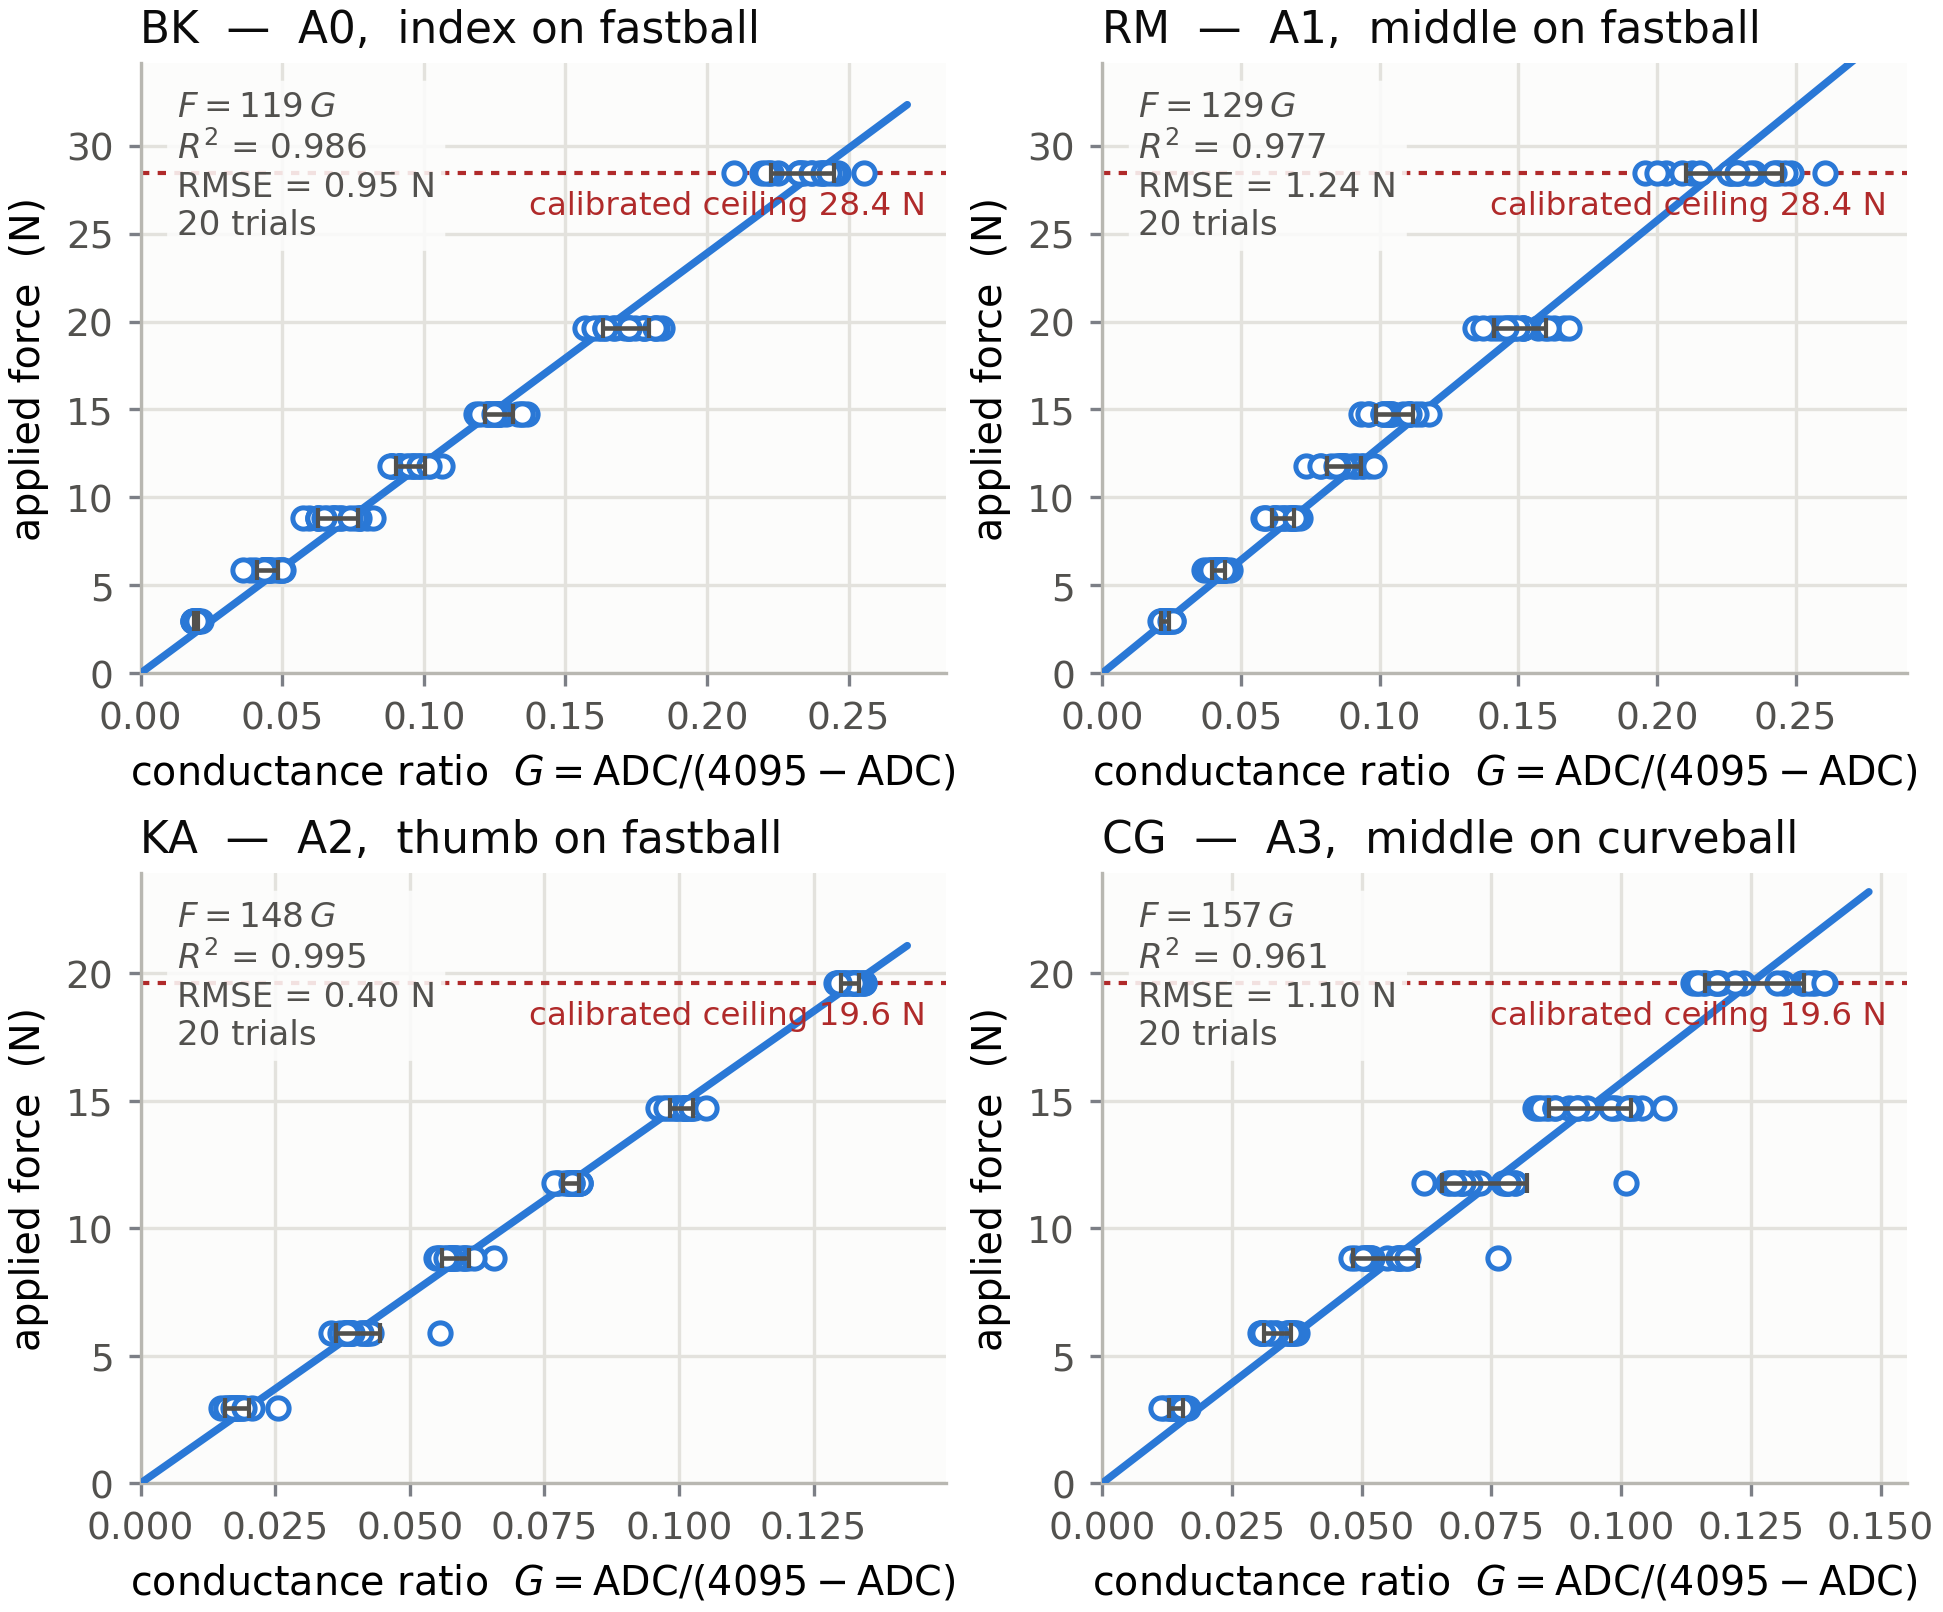 BK — A0, index on fastball
F = 119 G
R² = 0.986
RMSE = 0.95 N
20 trials
calibrated ceiling 28.4 N
applied force (N)
30
25
20
15
10
5
0
0.00 0.05 0.10 0.15 0.20 0.25
conductance ratio G = ADC/(4095 − ADC)
RM — A1, middle on fastball
F = 129 G
R² = 0.977
RMSE = 1.24 N
20 trials
calibrated ceiling 28.4 N
applied force (N)
30
25
20
15
10
5
0
0.00 0.05 0.10 0.15 0.20 0.25
conductance ratio G = ADC/(4095 − ADC)
KA — A2, thumb on fastball
F = 148 G
R² = 0.995
RMSE = 0.40 N
20 trials
calibrated ceiling 19.6 N
applied force (N)
20
15
10
5
0
0.000 0.025 0.050 0.075 0.100 0.125
conductance ratio G = ADC/(4095 − ADC)
CG — A3, middle on curveball
F = 157 G
R² = 0.961
RMSE = 1.10 N
20 trials
calibrated ceiling 19.6 N
applied force (N)
20
15
10
5
0
0.000 0.025 0.050 0.075 0.100 0.125 0.150
conductance ratio G = ADC/(4095 − ADC)